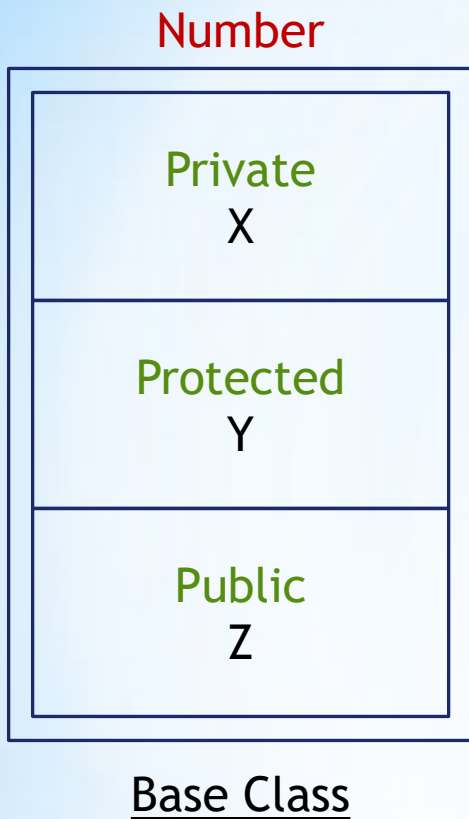 Number
Private
X
Protected
Y
Public
Z
Base Class